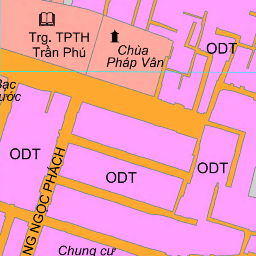 Trg. TPTH
Trần Phú
Chùa
Pháp Vân
ODT
ODT
ODT
ODT
NG NGỌC PHÁCH
Chung cư